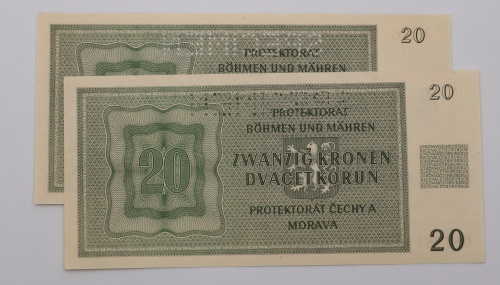 PROTEKTORAT
BÖHMEN UND MÄHREN
20
PROTEKTORAT
BÖHMEN UND MÄHREN
20
20
ZWANZIG KRONEN
DVACET KORUN
PROTEKTORÁT ČECHY A
MORAVA
20